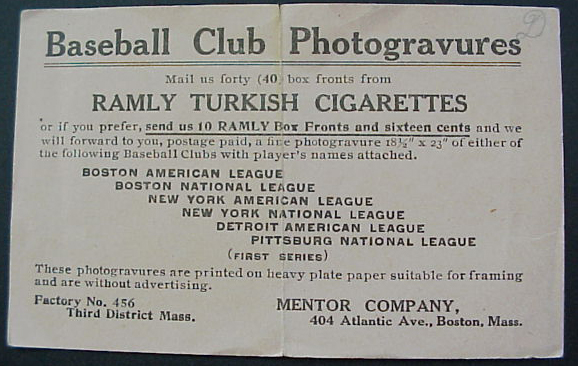 Baseball Club Photogravures
Mail us forty (40) box fronts from
RAMLY TURKISH CIGARETTES
or if you prefer, send us 10 RAMLY Box Fronts and sixteen cents and we
will forward to you, postage paid, a fine photogravure 18½" x 23" of either of
the following Baseball Clubs with player's names attached.
BOSTON AMERICAN LEAGUE
BOSTON NATIONAL LEAGUE
NEW YORK AMERICAN LEAGUE
NEW YORK NATIONAL LEAGUE
DETROIT AMERICAN LEAGUE
PITTSBURG NATIONAL LEAGUE
(FIRST SERIES)
These photogravures are printed on heavy plate paper suitable for framing
and are without advertising.
Factory No. 456
Third District Mass.
MENTOR COMPANY,
404 Atlantic Ave., Boston, Mass.